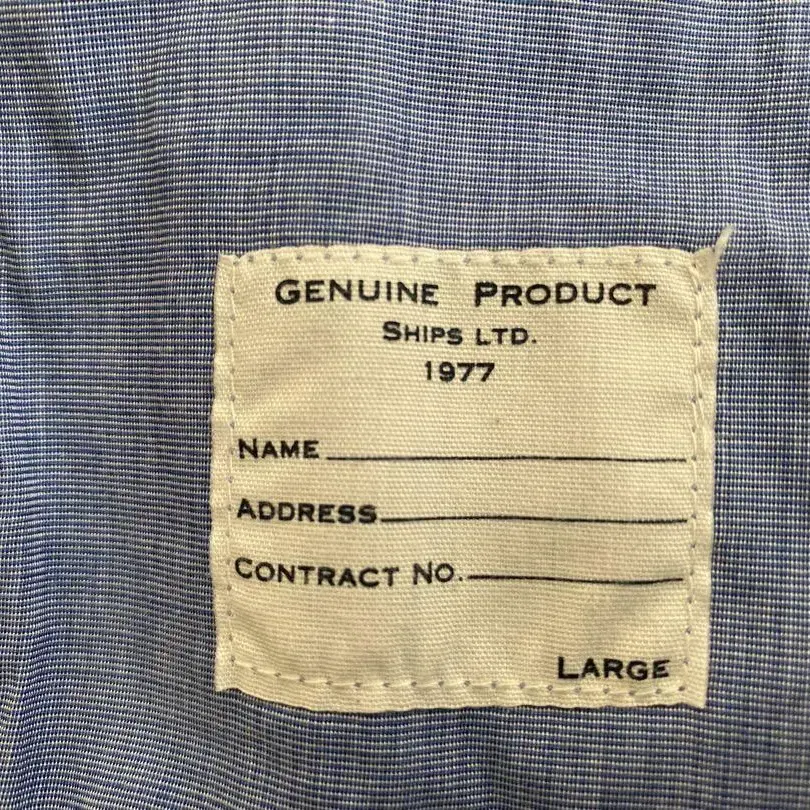 GENUINE PRODUCT
SHIPS LTD.
1977
NAME
ADDRESS
CONTRACT NO.
LARGE